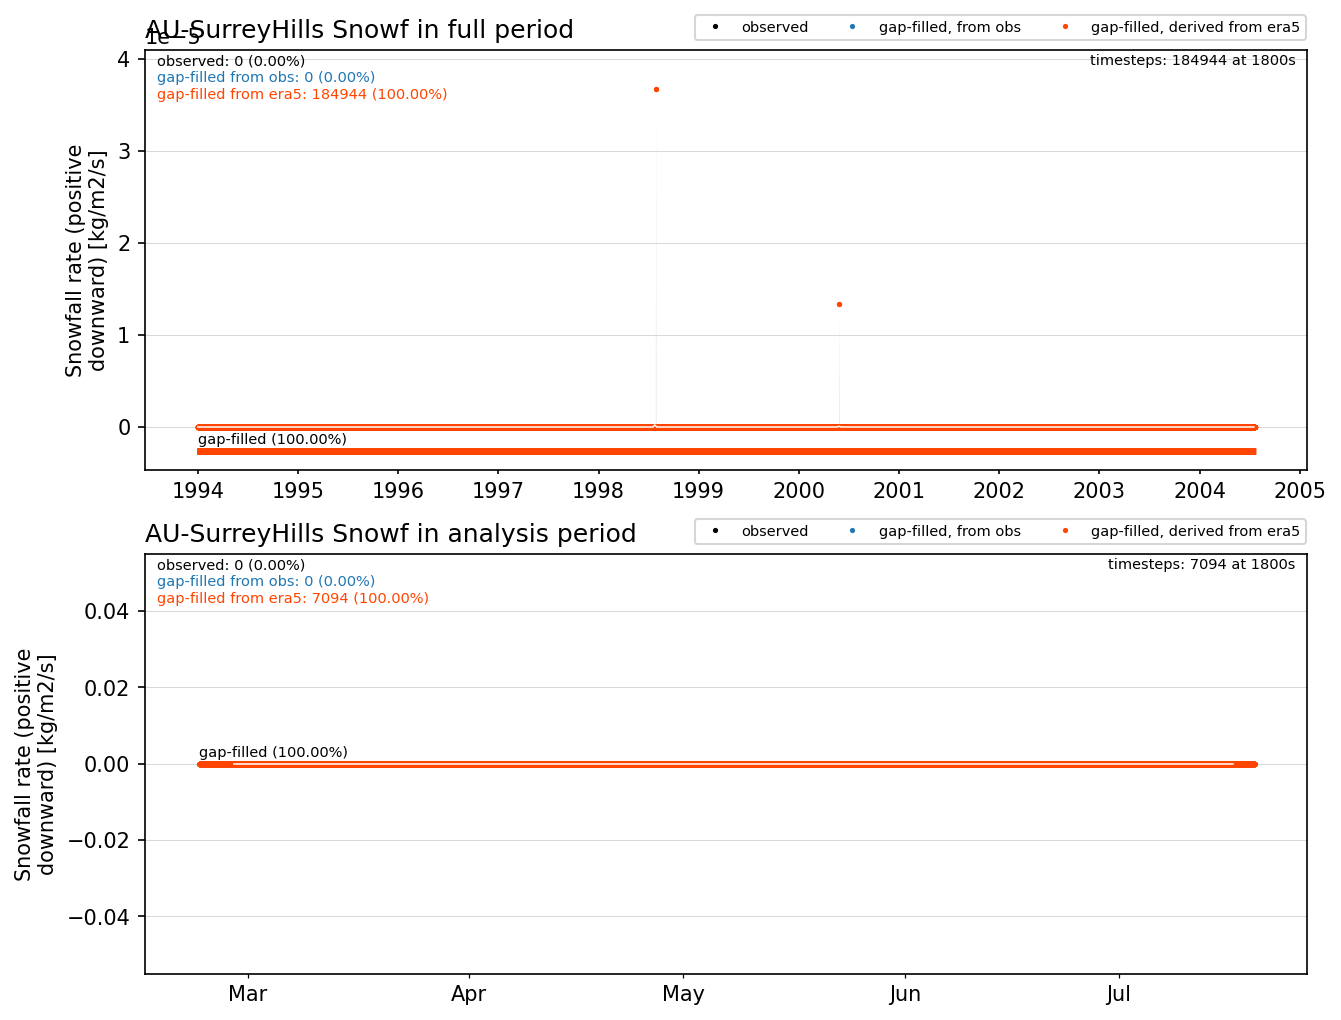 AU-SurreyHills Snowf in full period
observed
gap-filled, from obs
gap-filled, derived from era5
1e−5
observed: 0 (0.00%)
timesteps: 184944 at 1800s
gap-filled from obs: 0 (0.00%)
gap-filled from era5: 184944 (100.00%)
Snowfall rate (positive
downward) [kg/m2/s]
4
3
2
1
0
gap-filled (100.00%)
1994
1995
1996
1997
1998
1999
2000
2001
2002
2003
2004
2005
AU-SurreyHills Snowf in analysis period
observed
gap-filled, from obs
gap-filled, derived from era5
observed: 0 (0.00%)
timesteps: 7094 at 1800s
gap-filled from obs: 0 (0.00%)
gap-filled from era5: 7094 (100.00%)
Snowfall rate (positive
downward) [kg/m2/s]
0.04
0.02
0.00
−0.02
−0.04
gap-filled (100.00%)
Mar
Apr
May
Jun
Jul